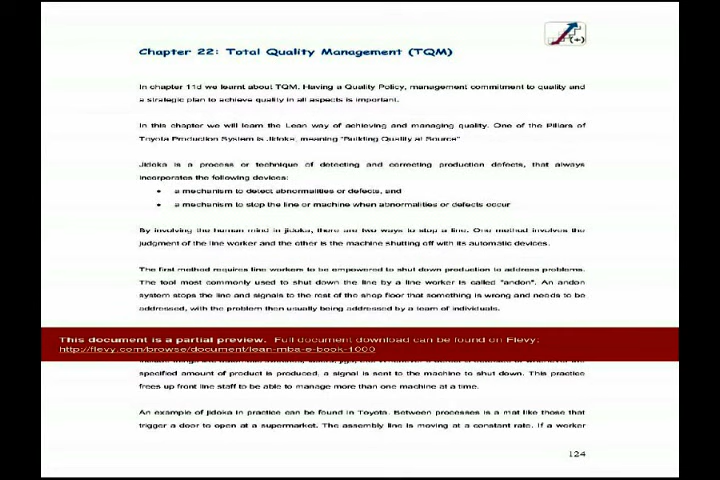 Chapter 22: Total Quality Management (TQM)
(+)
In chapter 11d we learnt about TQM. Having a Quality Policy, management commitment to quality and
a strategic plan to achieve quality in all aspects is important.
In this chapter we will learn the Lean way of achieving and managing quality. One of the Pillars of
Toyota Production System is Jidoka, meaning "Building Quality at Source"
Jidoka is a process or technique of detecting and correcting production defects, that always
incorporates the following devices:
• a mechanism to detect abnormalities or defects, and
• a mechanism to stop the line or machine when abnormalities or defects occur
By involving the human mind in jidoka, there are two ways to stop a line. One method involves the
judgment of the line worker and the other is the machine shutting off with its automatic devices.
The first method requires line workers to be empowered to shut down production to address problems.
The tool most commonly used to shut down the line by a line worker is called "andon". An andon
system stops the line and signals to the rest of the shop floor that something is wrong and needs to be
addressed, with the problem then usually being addressed by a team of individuals.
This document is a partial preview. Full document download can be found on Flevy:
http://flevy.com/browse/document/lean-mba-e-book-1000
specified amount of product is produced, a signal is sent to the machine to shut down. This practice
frees up front line staff to be able to manage more than one machine at a time.
An example of jidoka in practice can be found in Toyota. Between processes is a mat like those that
trigger a door to open at a supermarket. The assembly line is moving at a constant rate. If a worker
124